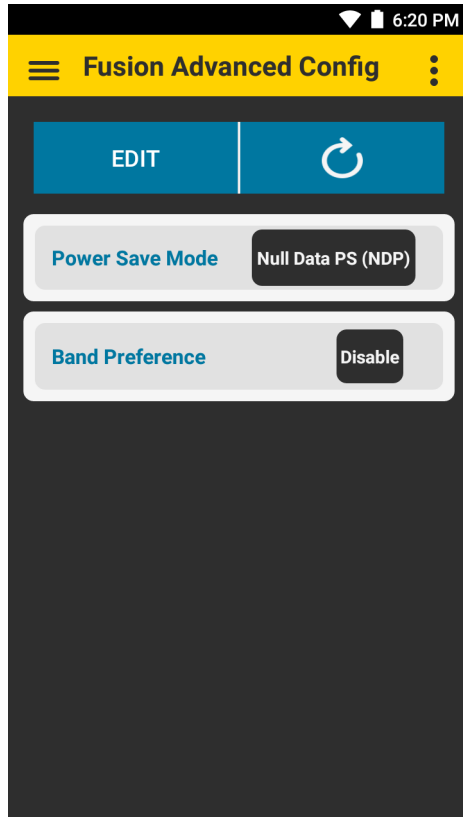 6:20 PM
Fusion Advanced Config
EDIT
Power Save Mode Null Data PS (NDP)
Band Preference Disable